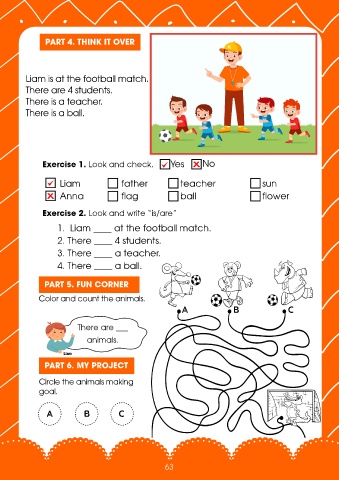 PART 4. THINK IT OVER
Liam is at the football match.
There are 4 students.
There is a teacher.
There is a ball.
Exercise 1. Look and check. Yes No
Liam father teacher sun
Anna flag ball flower
Exercise 2. Look and write "is/are"
1. Liam ____ at the football match.
2. There ____ 4 students.
3. There ____ a teacher.
4. There ____ a ball.
PART 5. FUN CORNER
Color and count the animals.
A B C
There are ___
animals.
Liam
PART 6. MY PROJECT
Circle the animals making
goal.
A B C
63